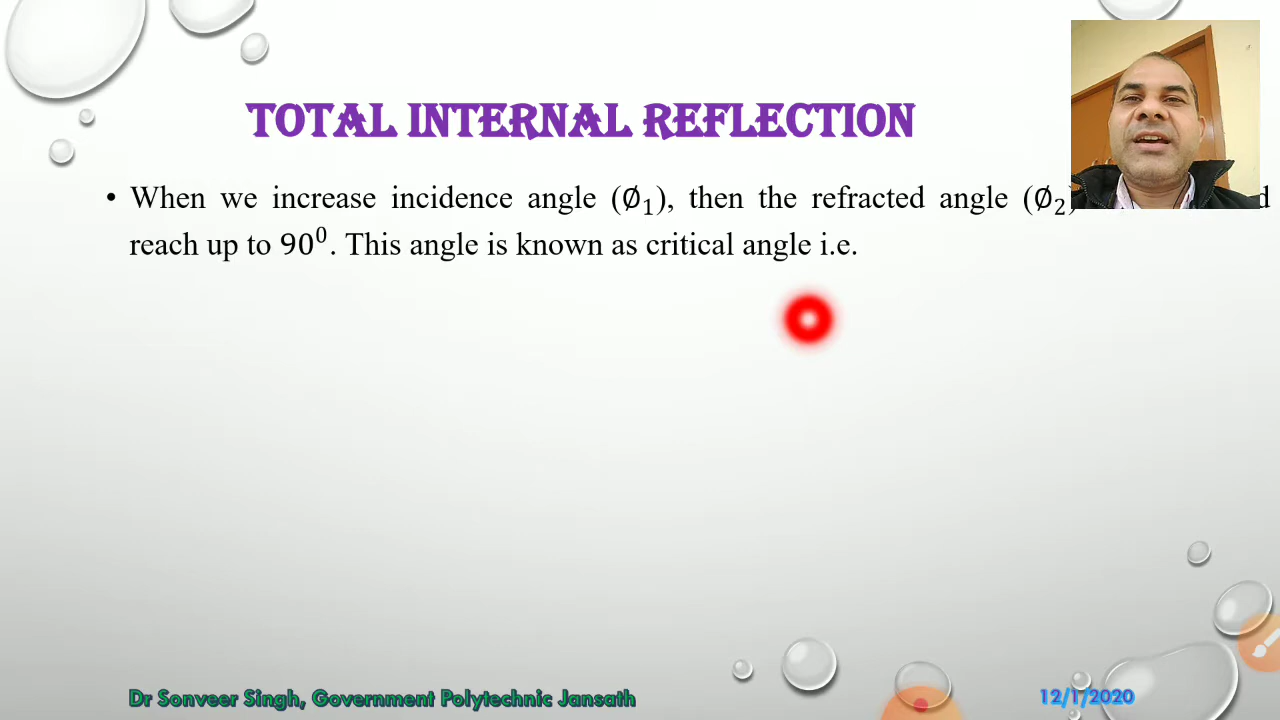 TOTAL INTERNAL REFLECTION
• When we increase incidence angle (∅₁), then the refracted angle (∅₂)
reach up to 90⁰. This angle is known as critical angle i.e.
Dr Sonveer Singh, Government Polytechnic Jansath
12/1/2020